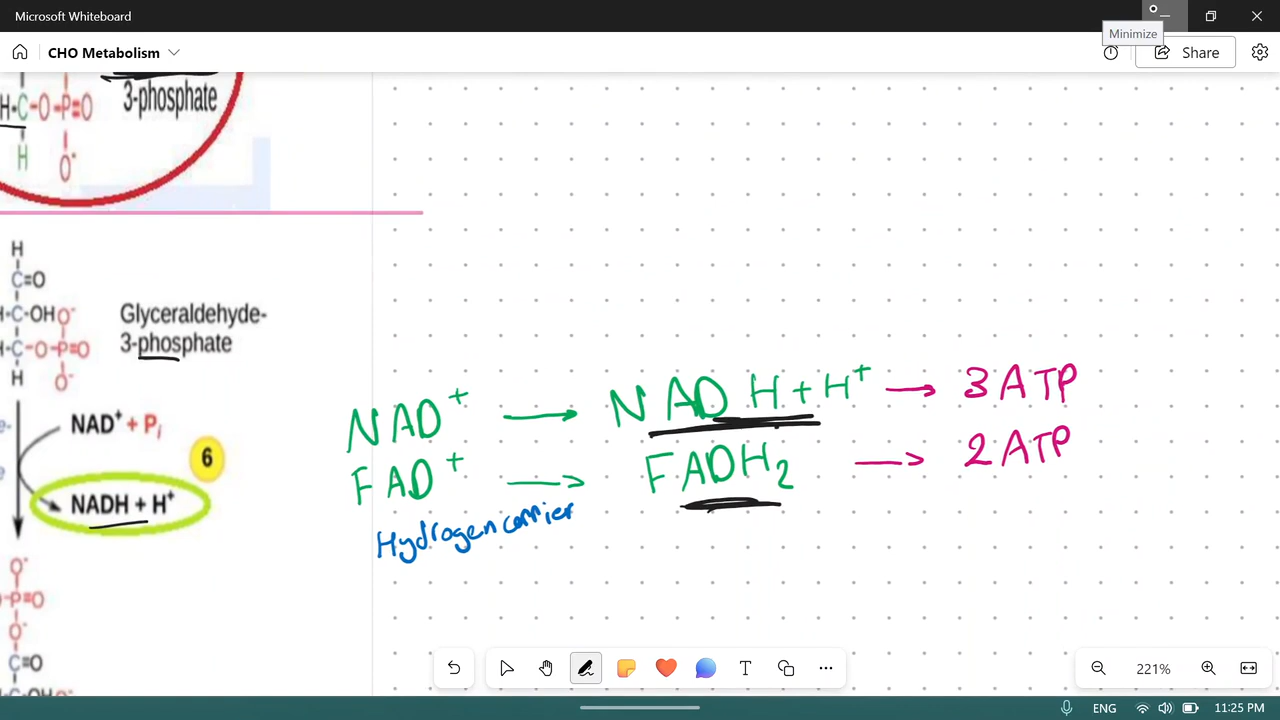 Microsoft Whiteboard
CHO Metabolism
Minimize
Share
H-C-O-P=O
3-phosphate
H
O-
H
C=O
H-C-OH O-
H-C-O-P=O
H
O-
Glyceraldehyde-
3-phosphate
NAD+ + Pi
6
NADH + H+
NAD+ → NADH + H+ → 3 ATP
FAD+ → FADH2 → 2 ATP
Hydrogen carrier
O-
-P=O
O-
C=O
221%
ENG
11:25 PM